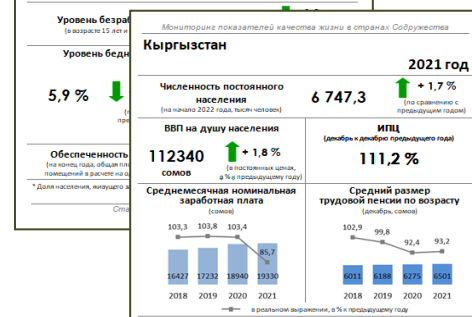 Уровень безраб
(в возрасте 15 лет и
Уровень бедн
5,9 %
Обеспеченность
(на конец года, общая пл
помещений в расчете на о
* Доля населения, живущего з
Ста
Мониторинг показателей качества жизни в странах Содружества
Кыргызстан
2021 год
Численность постоянного
населения
(на начало 2022 года, тысяч человек)
6 747,3
+ 1,7 %
(по сравнению с
предыдущим годом)
ВВП на душу населения
112340
сомов
+ 1,8 %
(в постоянных ценах,
в % к предыдущему году)
ИПЦ
(декабрь к декабрю предыдущего года)
111,2 %
Среднемесячная номинальная
заработная плата
(сомов)
103,3 103,8 103,4 85,7
16427 17232 18940 19330
2018 2019 2020 2021
Средний размер
трудовой пенсии по возрасту
(декабрь, сомов)
102,9 99,8 92,4 93,2
6011 6188 6275 6501
2018 2019 2020 2021
в реальном выражении, в % к предыдущему году